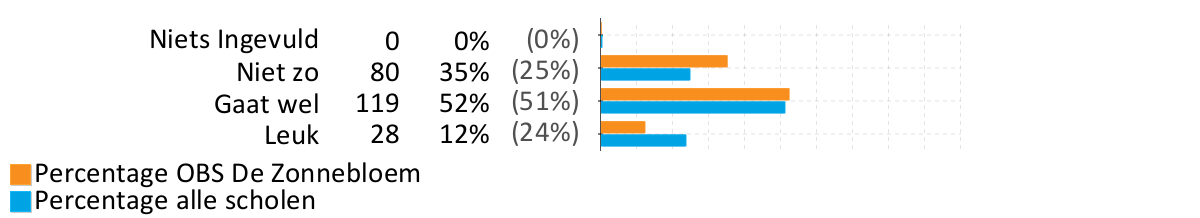 Niets Ingevuld 0 0% (0%)
Niet zo 80 35% (25%)
Gaat wel 119 52% (51%)
Leuk 28 12% (24%)
Percentage OBS De Zonnebloem
Percentage alle scholen